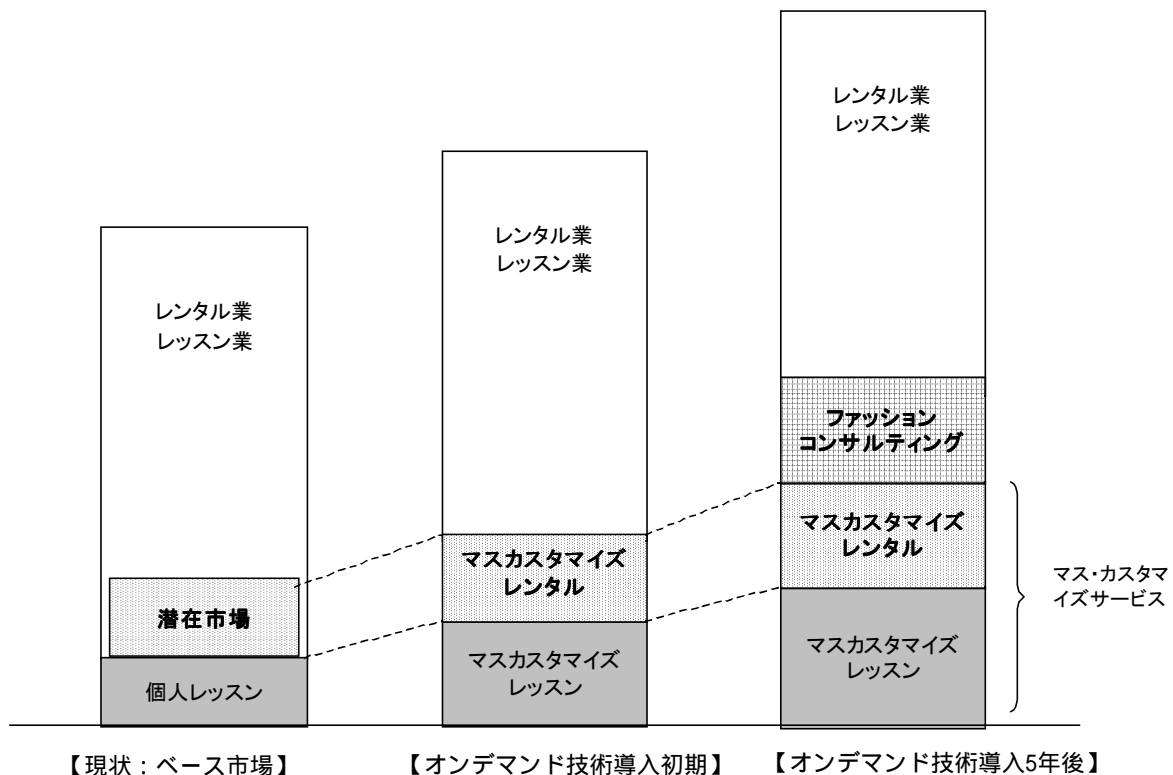 レンタル業
レッスン業
潜在市場
個人レッスン
【現状：ベース市場】
レンタル業
レッスン業
マスカスタマイズ
レンタル
マスカスタマイズ
レッスン
【オンデマンド技術導入初期】
レンタル業
レッスン業
ファッション
コンサルティング
マスカスタマイズ
レンタル
マスカスタマイズ
レッスン
【オンデマンド技術導入5年後】
マス・カスタマ
イズサービス